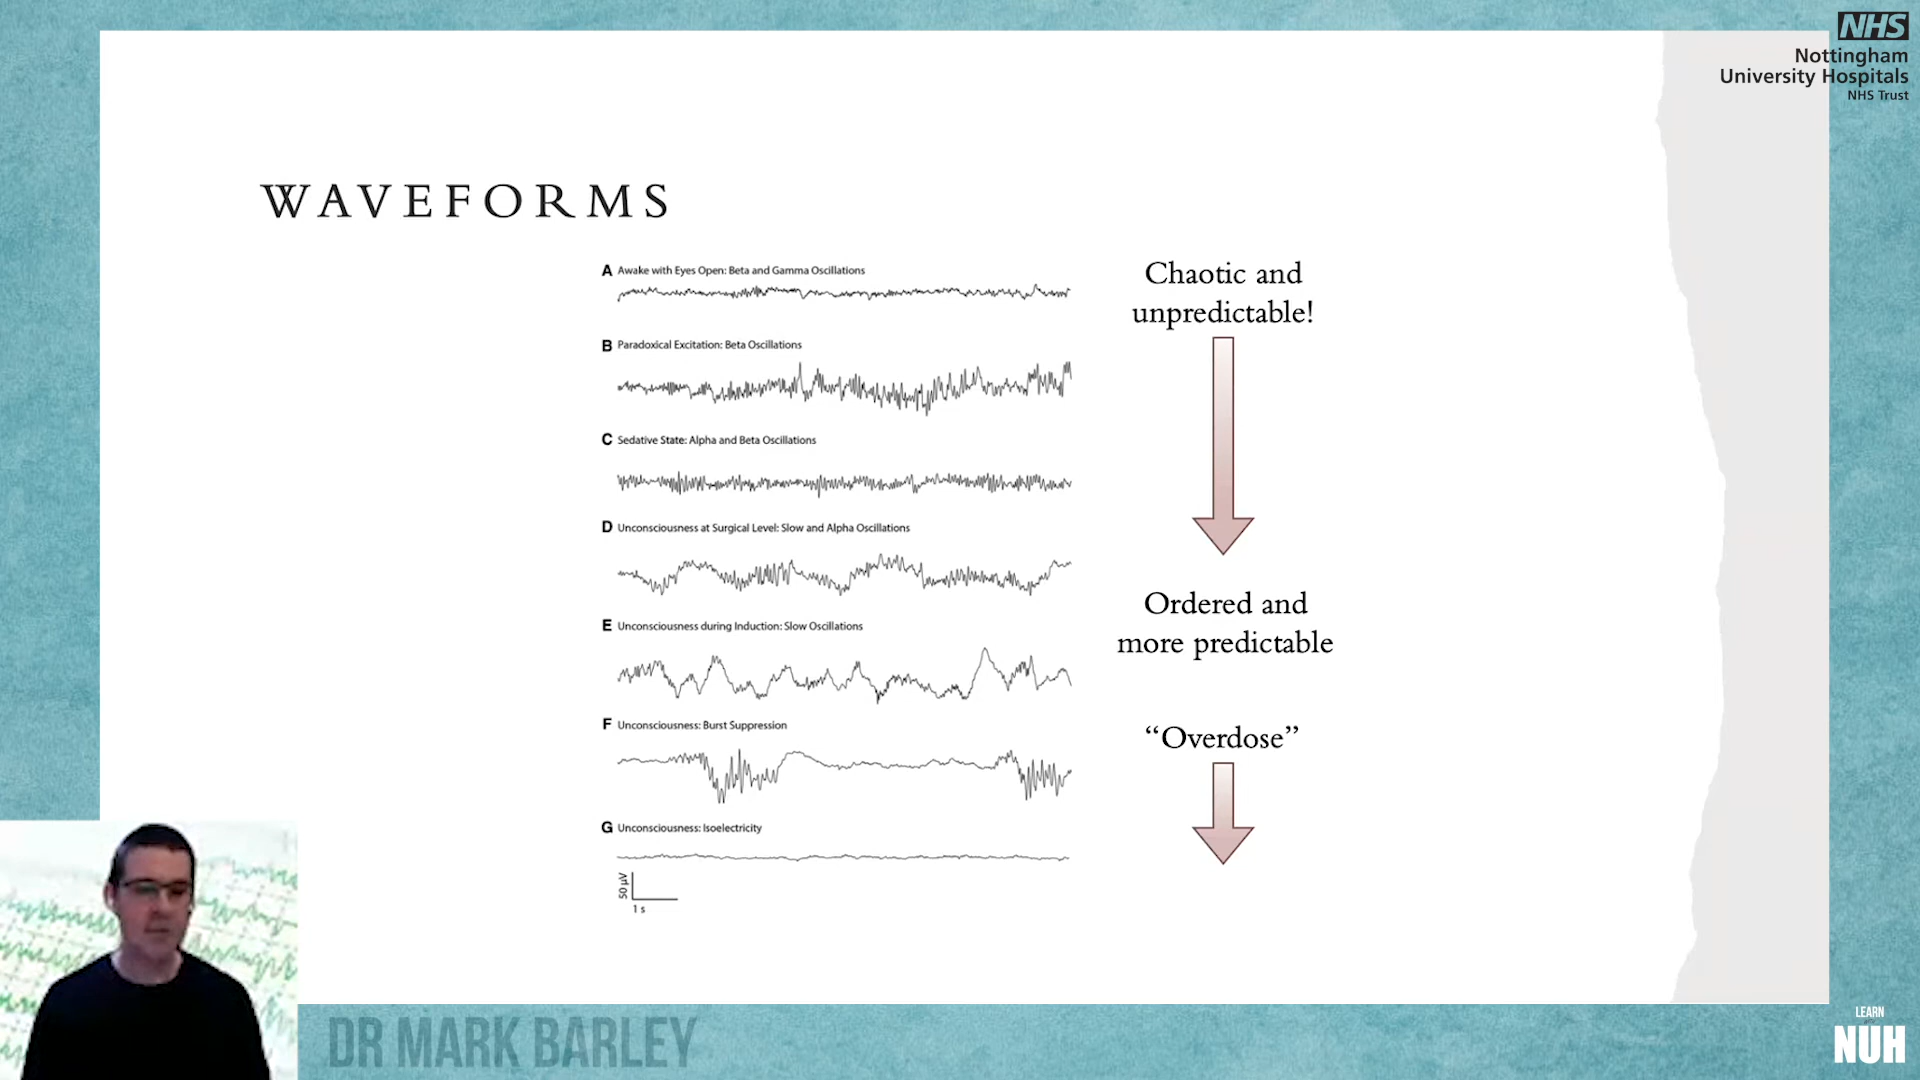 NHS
Nottingham
University Hospitals
NHS Trust
WAVEFORMS
A Awake with Eyes Open: Beta and Gamma Oscillations
B Paradoxical Excitation: Beta Oscillations
C Sedative State: Alpha and Beta Oscillations
D Unconsciousness at Surgical Level: Slow and Alpha Oscillations
E Unconsciousness during Induction: Slow Oscillations
F Unconsciousness: Burst Suppression
G Unconsciousness: Isoelectricity
50 μV
1 s
Chaotic and
unpredictable!
Ordered and
more predictable
“Overdose”
DR MARK BARLEY
LEARN
NUH